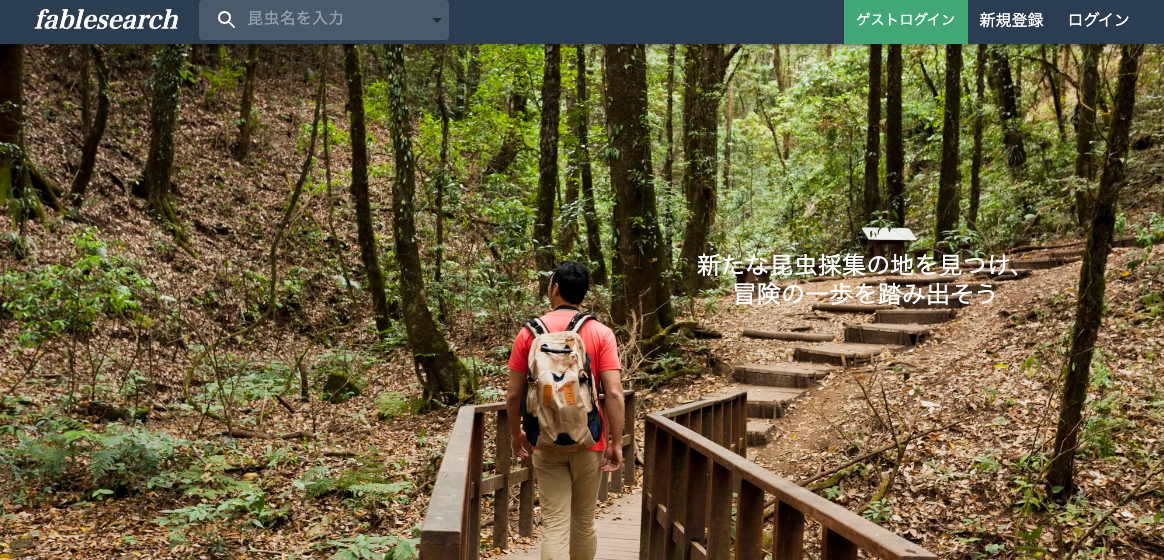 fablesearch
昆虫名を入力
ゲストログイン
新規登録
ログイン
新たな昆虫採集の地を見つけ、
冒険の一歩を踏み出そう